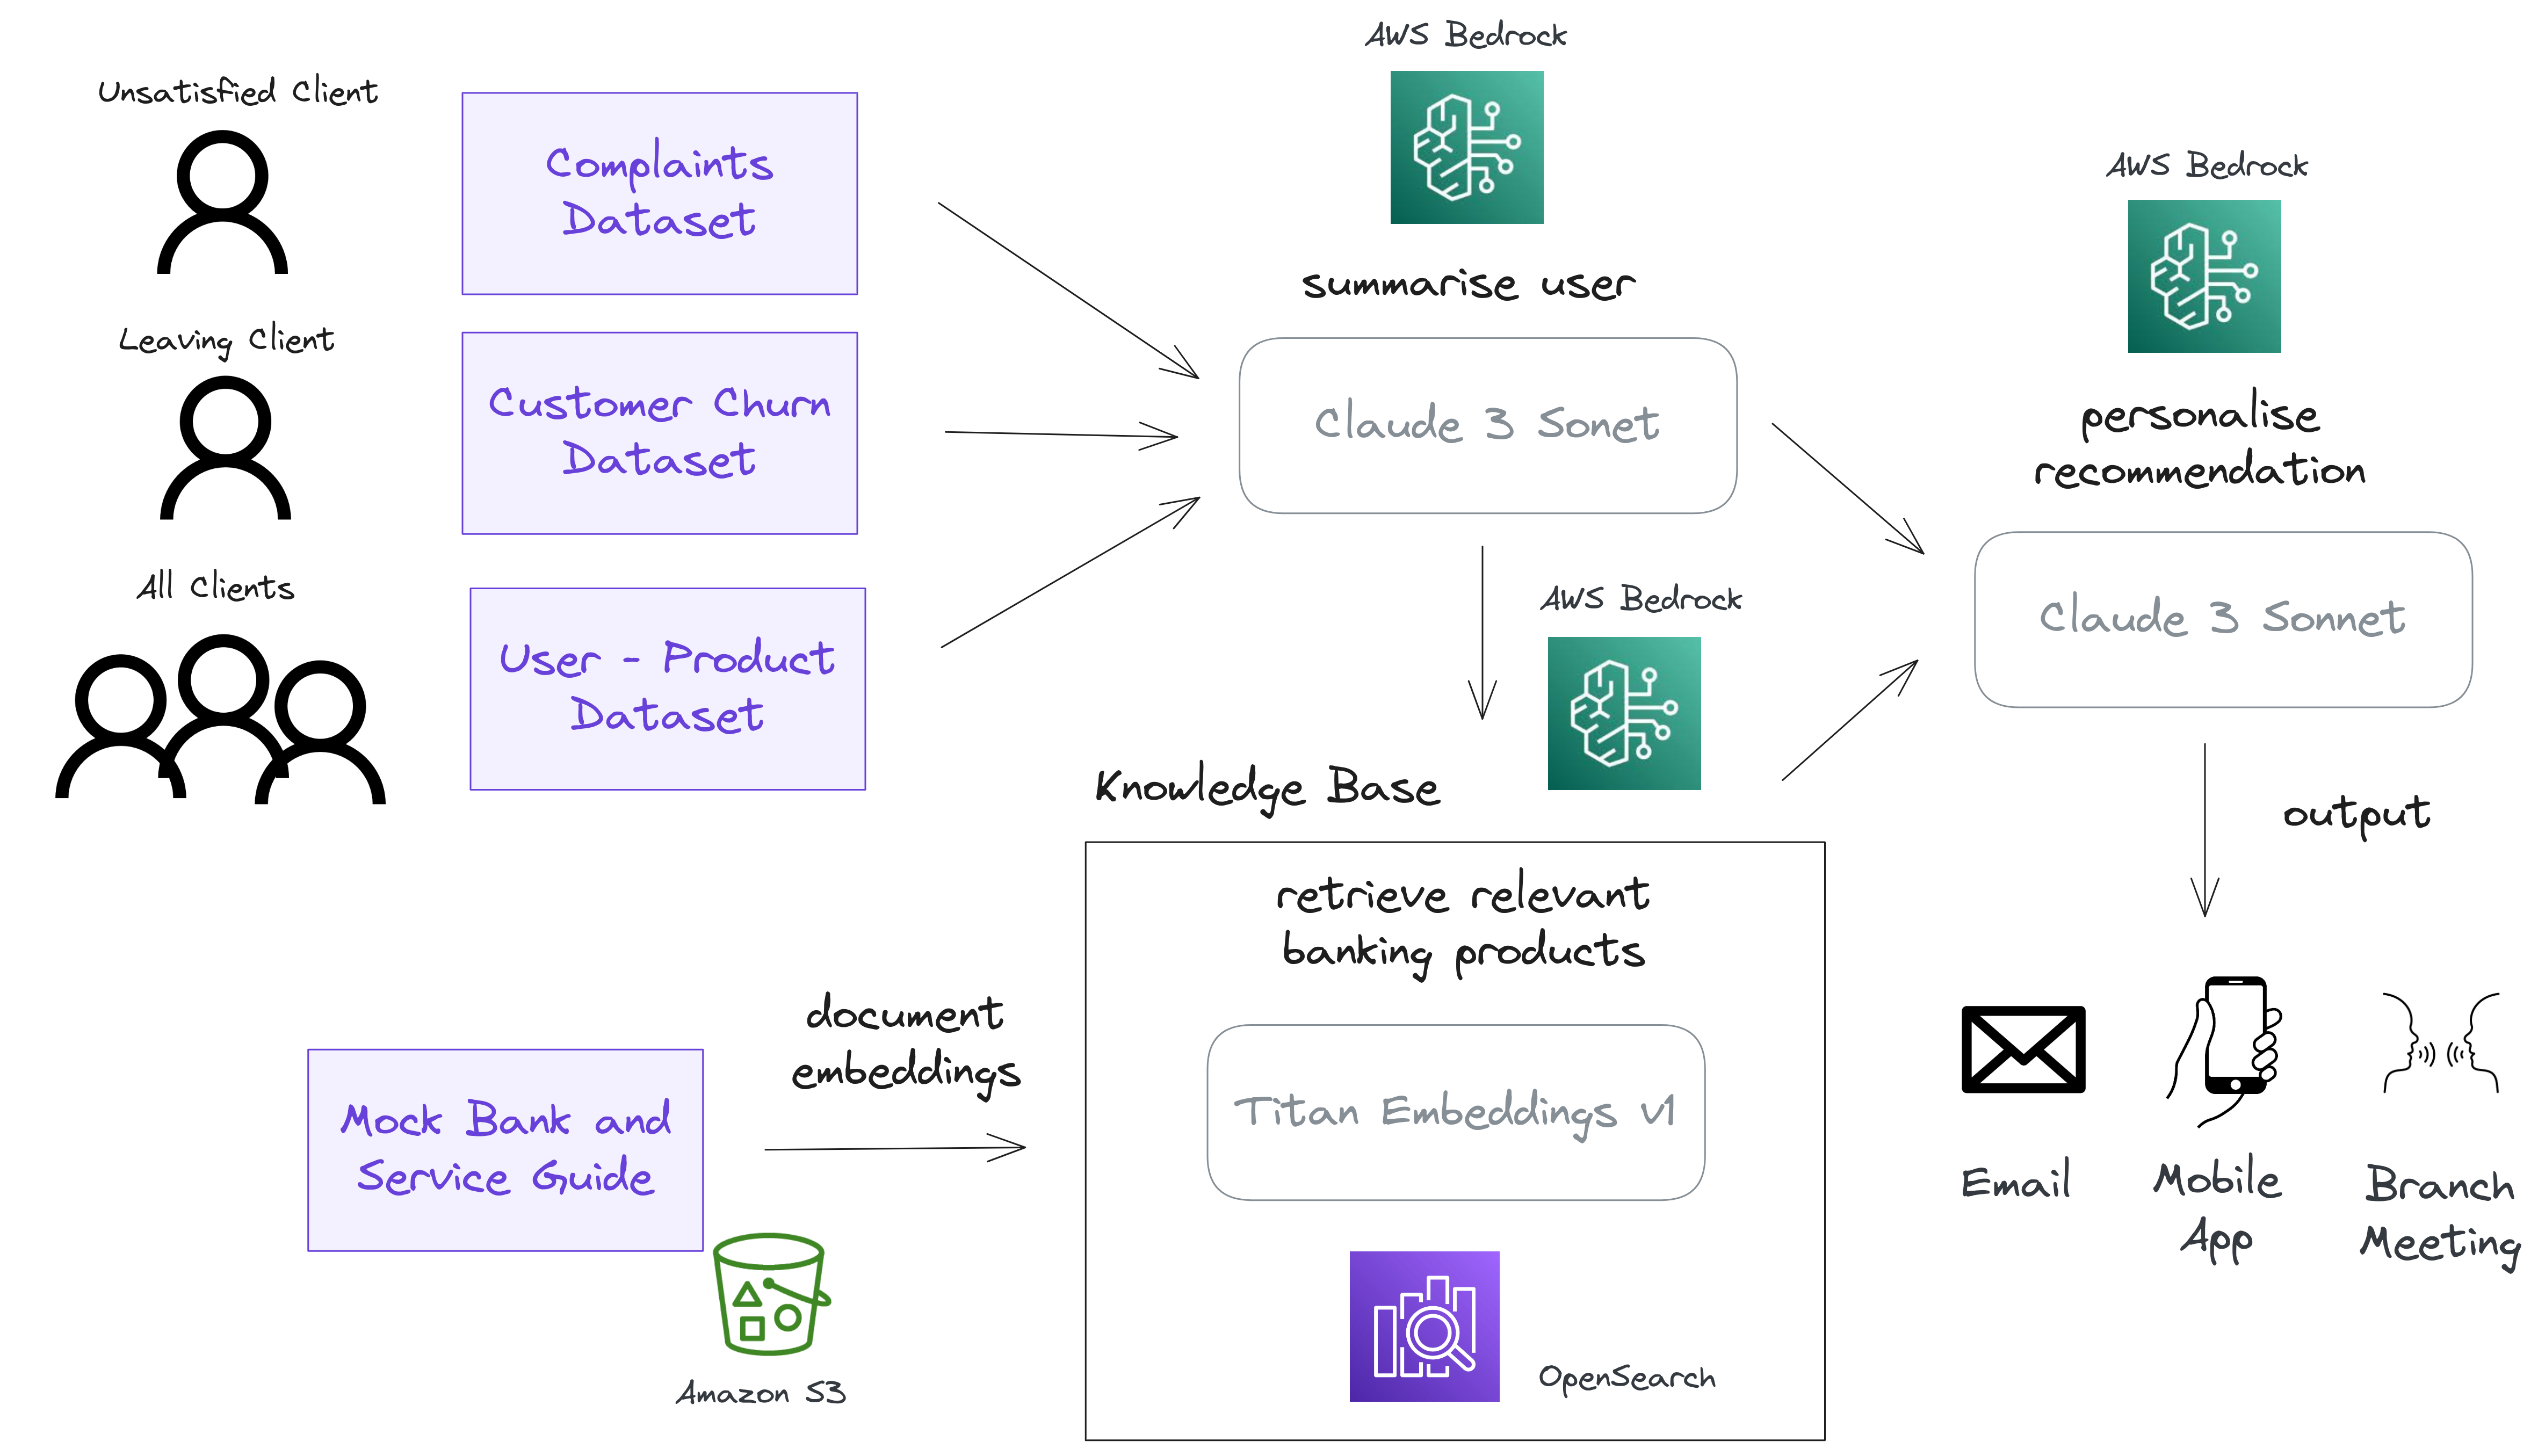 Unsatisfied Client
Complaints
Dataset
Leaving Client
Customer Churn
Dataset
All Clients
User - Product
Dataset
AWS Bedrock
summarise user
Claude 3 Sonet
AWS Bedrock
personalise
recommendation
Claude 3 Sonnet
AWS Bedrock
Knowledge Base
retrieve relevant
banking products
Titan Embeddings v1
OpenSearch
document
embeddings
Mock Bank and
Service Guide
Amazon S3
output
Email
Mobile
App
Branch
Meeting